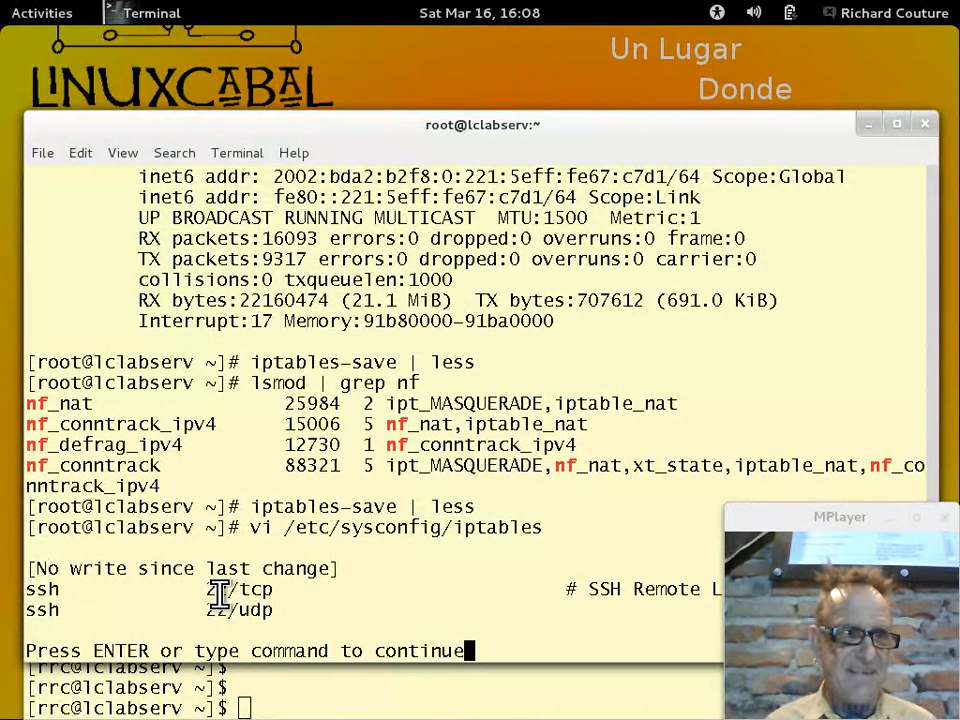 Activities
Terminal
Sat Mar 16, 16:08
Richard Couture
Un Lugar
LINUXCABAL
Donde
root@lclabserv:~
File Edit View Search Terminal Help
inet6 addr: 2002:bda2:b2f8:0:221:5eff:fe67:c7d1/64 Scope:Global
inet6 addr: fe80::221:5eff:fe67:c7d1/64 Scope:Link
UP BROADCAST RUNNING MULTICAST  MTU:1500  Metric:1
RX packets:16093 errors:0 dropped:0 overruns:0 frame:0
TX packets:9317 errors:0 dropped:0 overruns:0 carrier:0
collisions:0 txqueuelen:1000
RX bytes:22160474 (21.1 MiB)  TX bytes:707612 (691.0 KiB)
Interrupt:17 Memory:91b80000-91ba0000
[root@lclabserv ~]# iptables-save | less
[root@lclabserv ~]# lsmod | grep nf
nf_nat 25984 2 ipt_MASQUERADE,iptable_nat
nf_conntrack_ipv4 15006 5 nf_nat,iptable_nat
nf_defrag_ipv4 12730 1 nf_conntrack_ipv4
nf_conntrack 88321 5 ipt_MASQUERADE,nf_nat,xt_state,iptable_nat,nf_co
nntrack_ipv4
[root@lclabserv ~]# iptables-save | less
[root@lclabserv ~]# vi /etc/sysconfig/iptables
MPlayer
[No write since last change]
ssh 22/tcp # SSH Remote L
ssh 22/udp
Press ENTER or type command to continue
[rrc@lclabserv ~]$
[rrc@lclabserv ~]$
[rrc@lclabserv ~]$